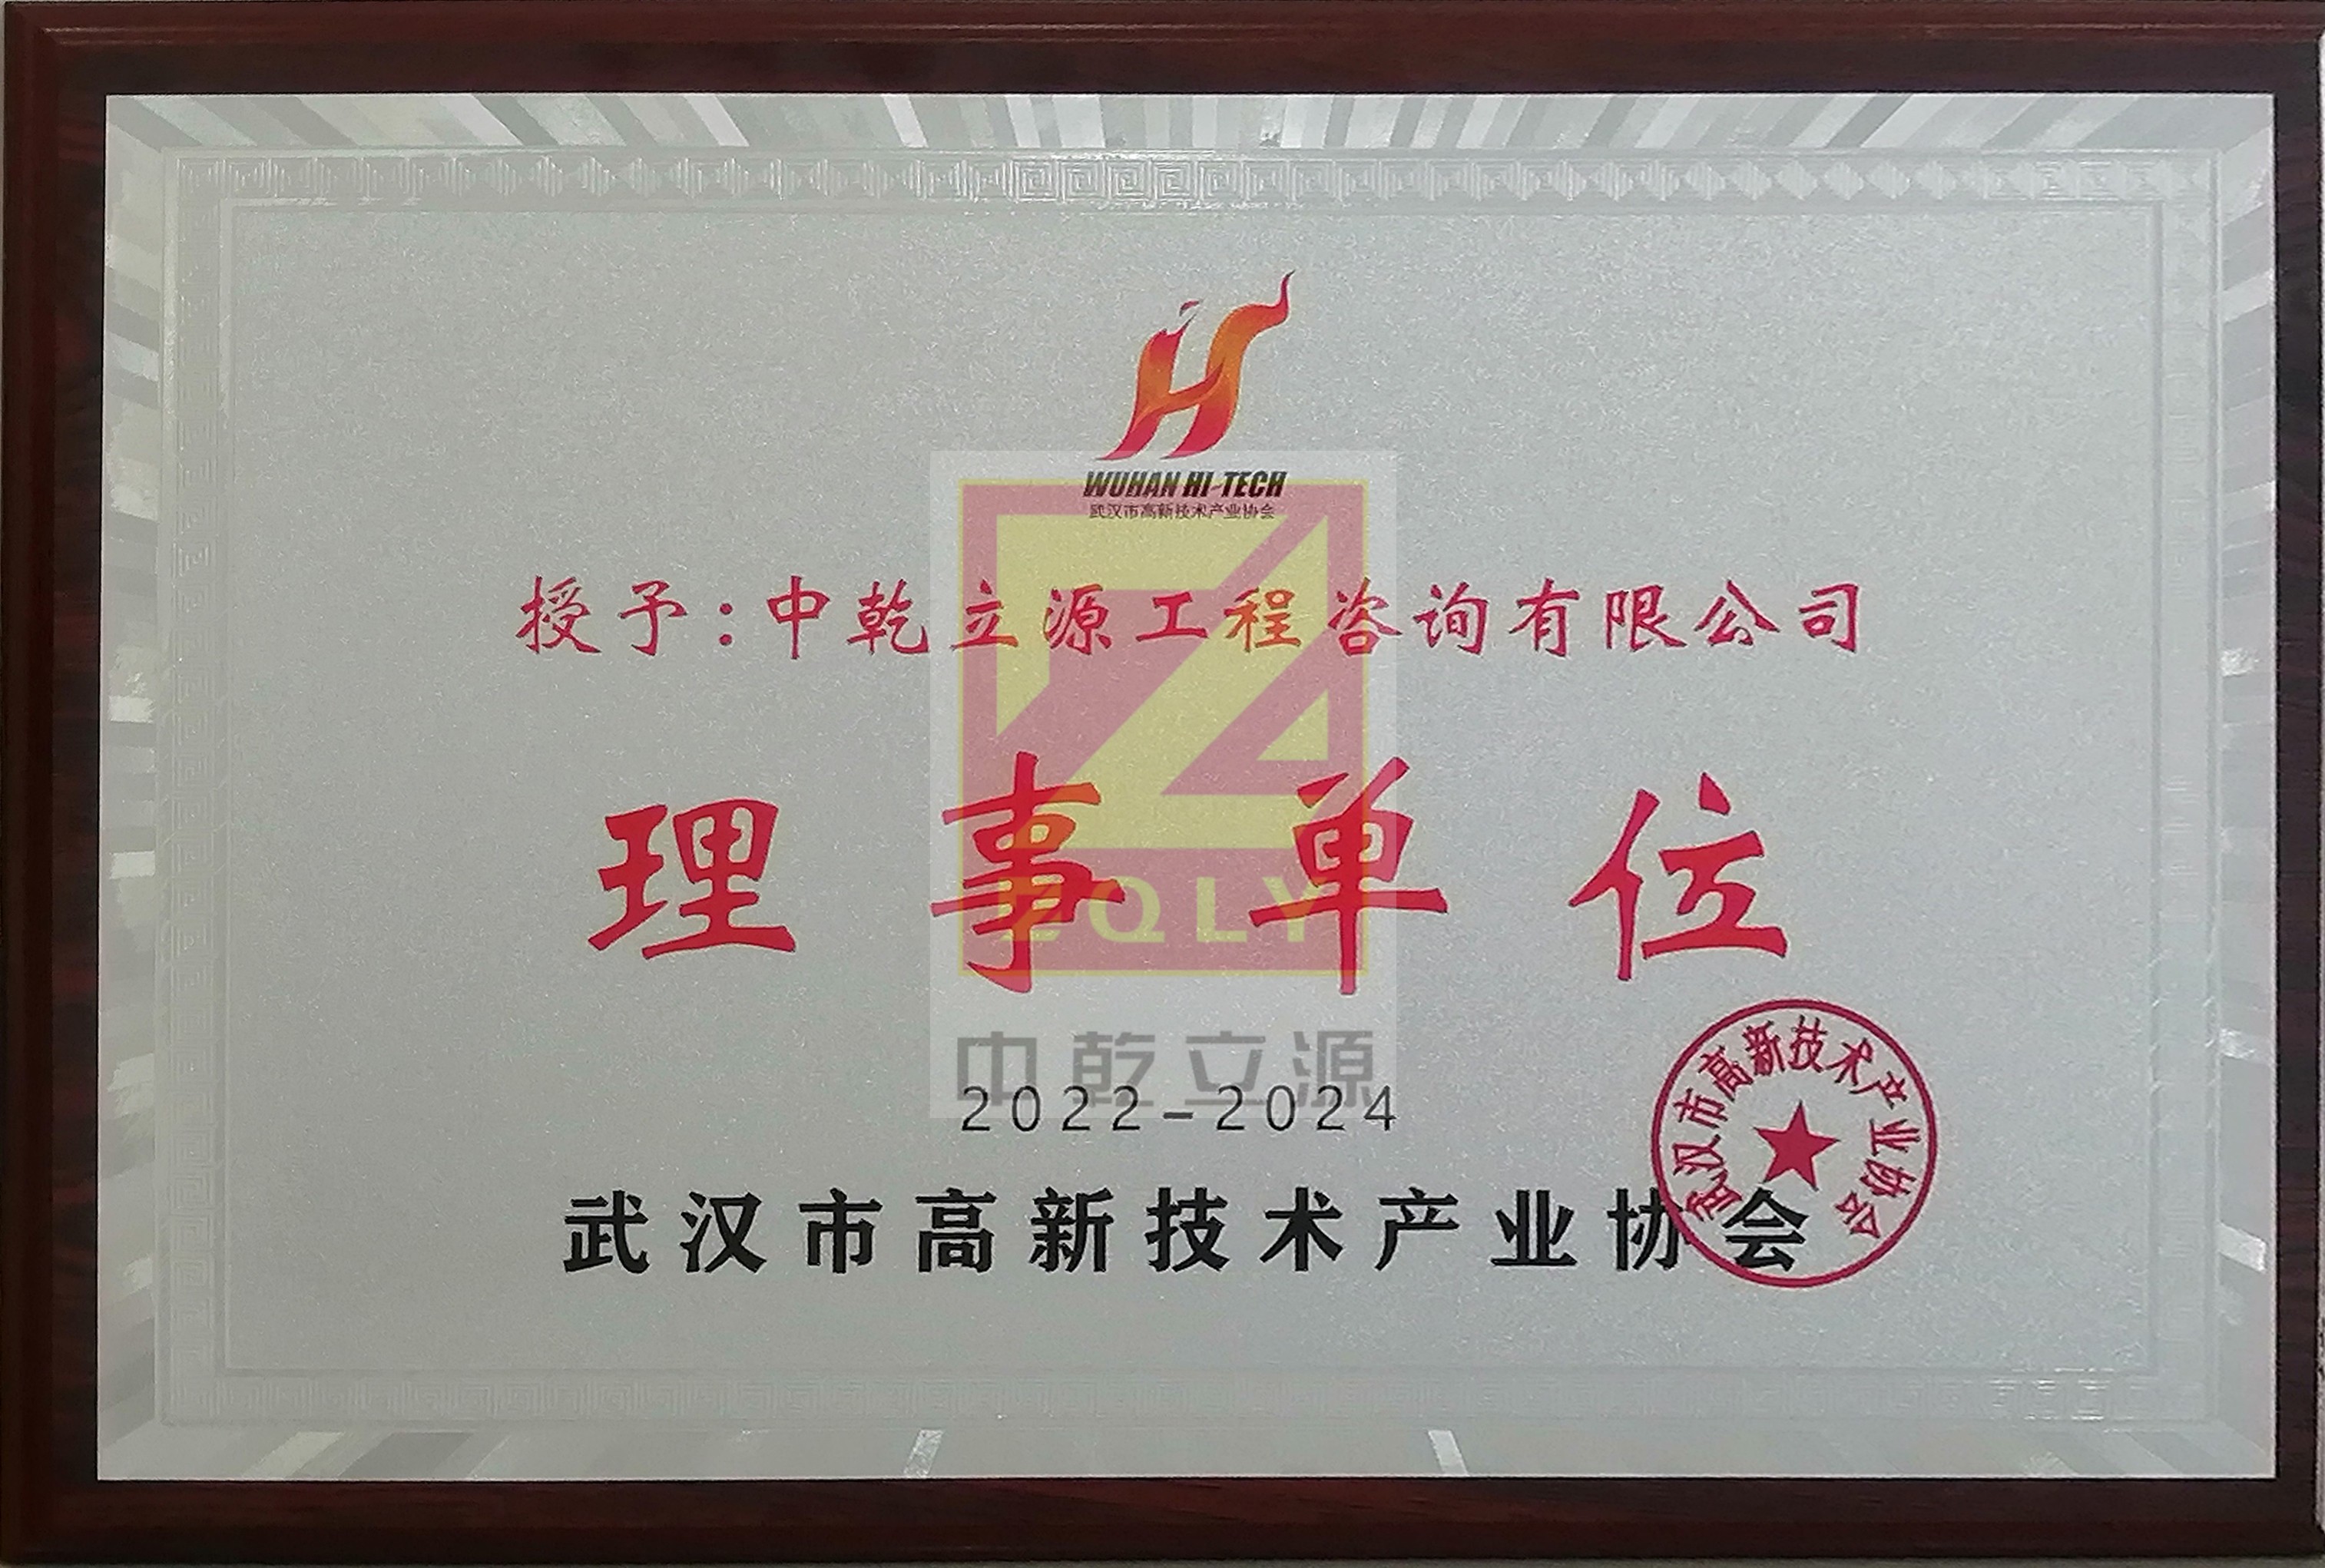 WUHAN HI-TECH
武汉市高新技术产业协会
授予:中乾立源工程咨询有限公司
理事单位
ZQLY
中乾立源
2022-2024
武汉市高新技术产业协会
武汉市高新技术产业协会